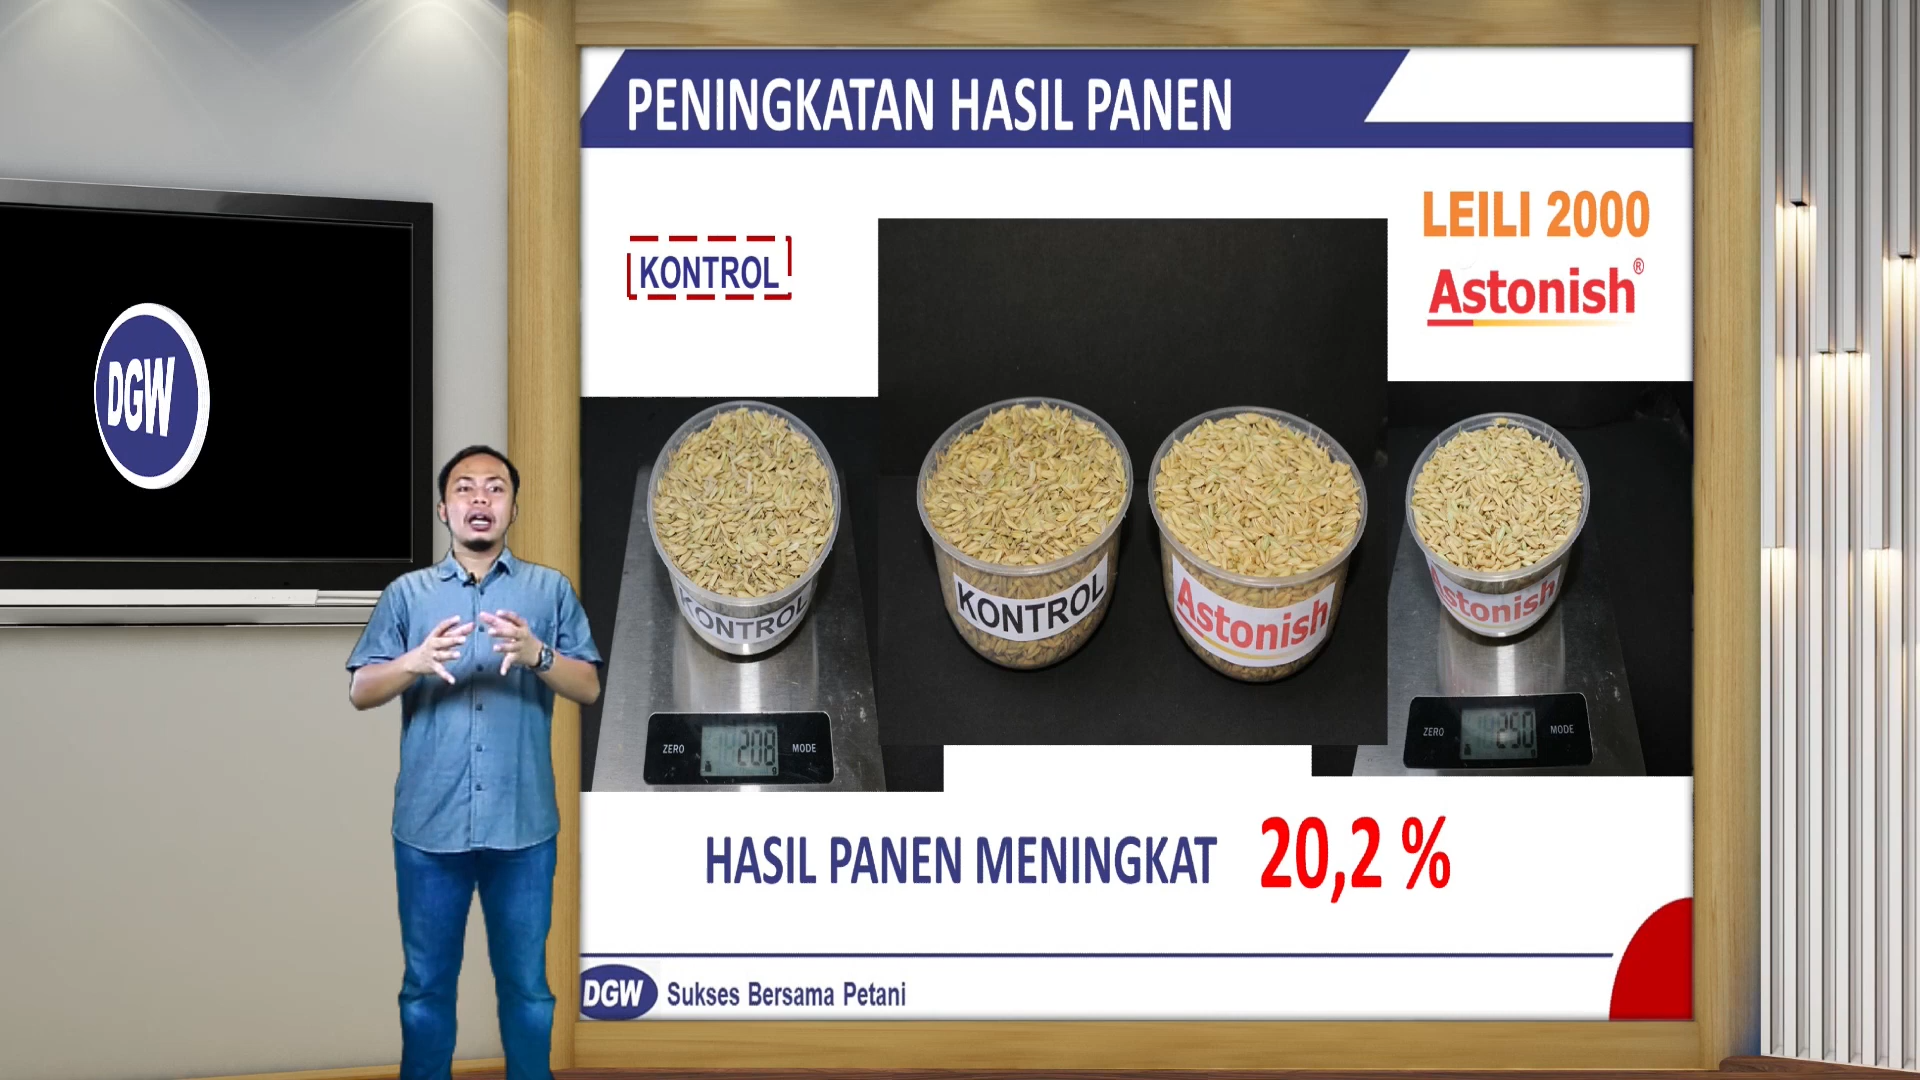 PENINGKATAN HASIL PANEN
LEILI 2000
Astonish®
KONTROL
DGW
KONTROL
KONTROL
Astonish
Astonish
ZERO 208 g MODE
ZERO 250 MODE
HASIL PANEN MENINGKAT 20,2 %
DGW Sukses Bersama Petani